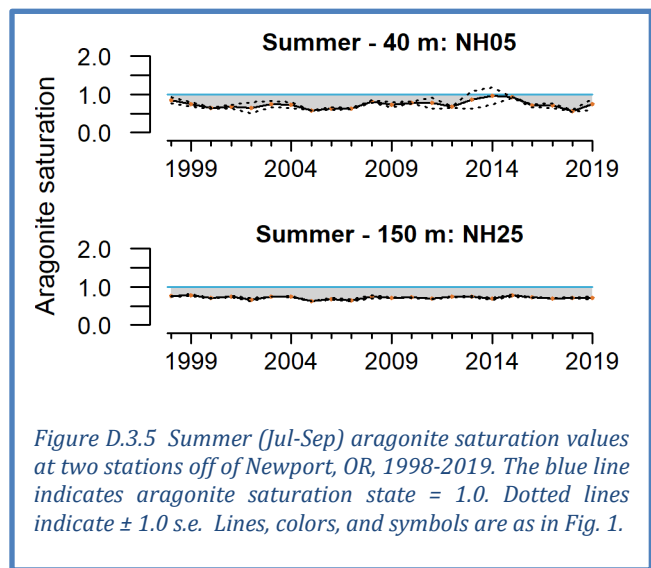 Summer - 40 m: NH05
2.0
1.0
0.0
1999 2004 2009 2014 2019
Aragonite saturation
Summer - 150 m: NH25
2.0
1.0
0.0
1999 2004 2009 2014 2019
Figure D.3.5 Summer (Jul-Sep) aragonite saturation values
at two stations off of Newport, OR, 1998-2019. The blue line
indicates aragonite saturation state = 1.0. Dotted lines
indicate ± 1.0 s.e. Lines, colors, and symbols are as in Fig. 1.